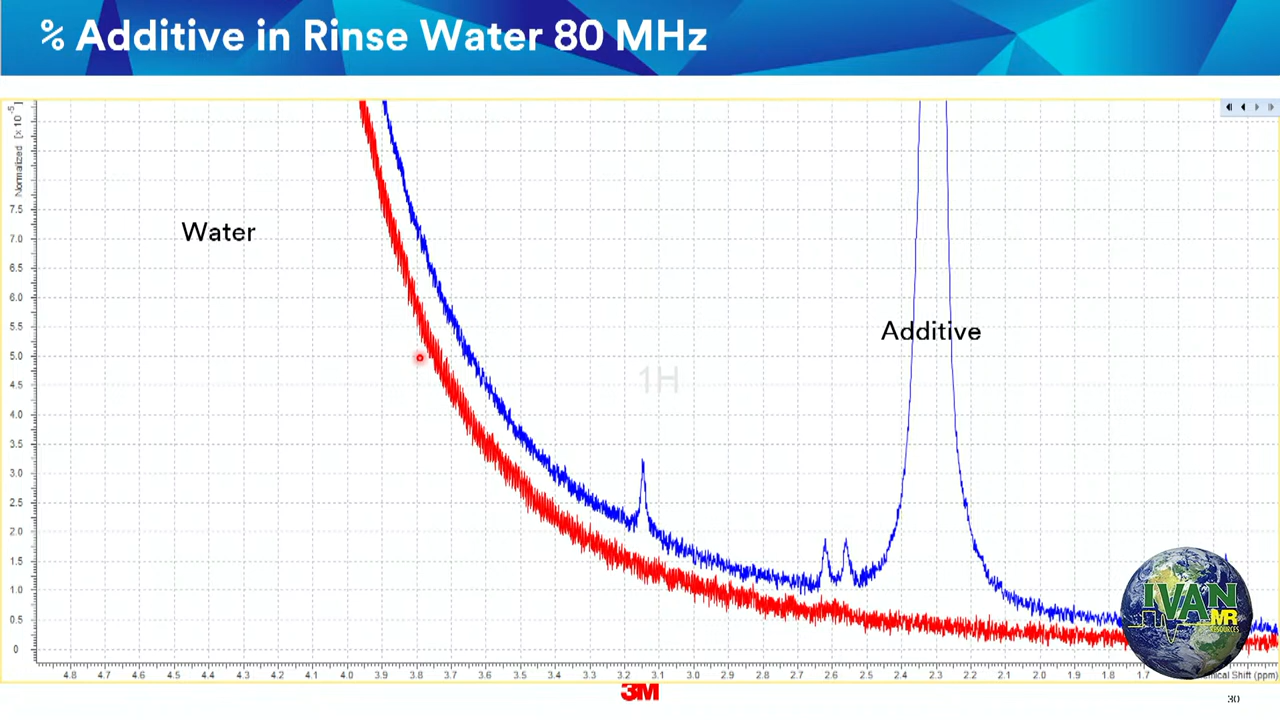 % Additive in Rinse Water 80 MHz
Normalized [x10^-5]
7.5
7.0
6.5
6.0
5.5
5.0
4.5
4.0
3.5
3.0
2.5
2.0
1.5
1.0
0.5
0
Water
Additive
1H
4.8 4.7 4.6 4.5 4.4 4.3 4.2 4.1 4.0 3.9 3.8 3.7 3.6 3.5 3.4 3.3 3.2 3.1 3.0 2.9 2.8 2.7 2.6 2.5 2.4 2.3 2.2 2.1 2.0 1.9 1.8 1.7
mical Shift (ppm)
IVAN
MR
RESOURCES
3M
30